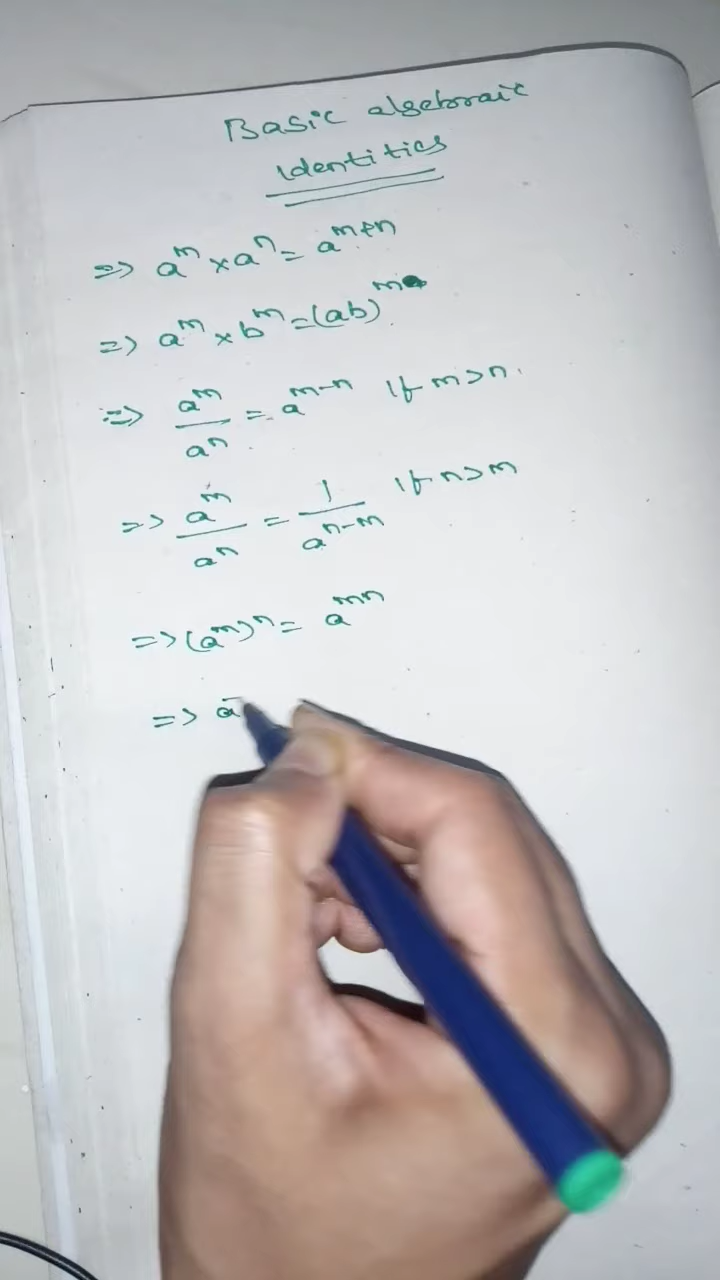 Basic algebraic
Identities
=> a^m × a^n = a^m+n
=> a^m × b^m = (ab)^m
=> a^m/a^n = a^m-n If m>n.
=> a^m/a^n = 1/a^n-m If n>m
=> (a^m)^n = a^mn
=> a^-